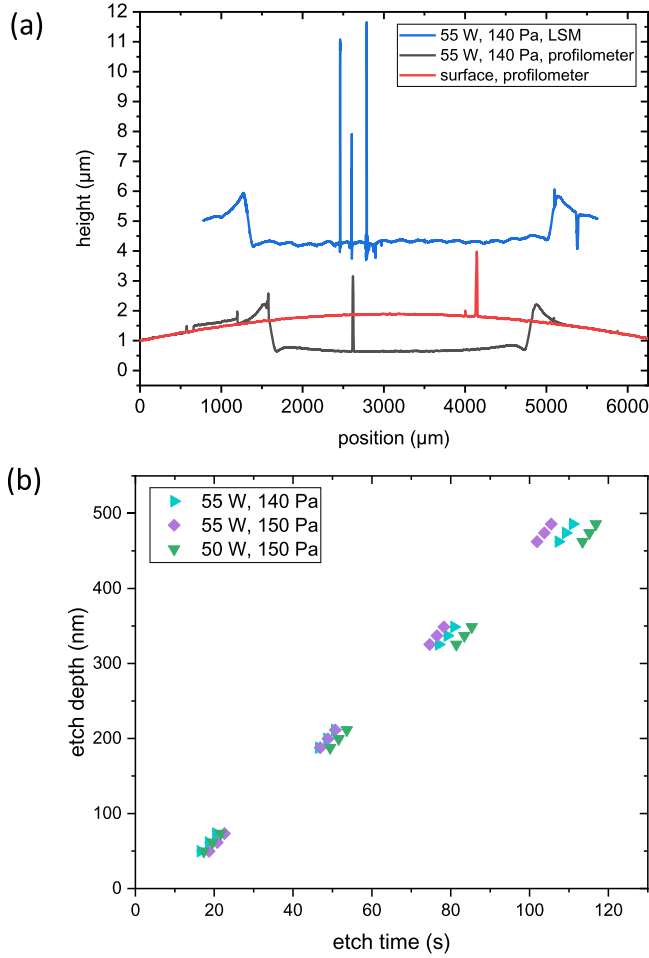 (a)
12
11
10
9
8
7
6
5
4
3
2
1
0
height (μm)
55 W, 140 Pa, LSM
55 W, 140 Pa, profilometer
surface, profilometer
0 1000 2000 3000 4000 5000 6000
position (μm)
(b)
500
400
300
200
100
0
etch depth (nm)
55 W, 140 Pa
55 W, 150 Pa
50 W, 150 Pa
0 20 40 60 80 100 120
etch time (s)